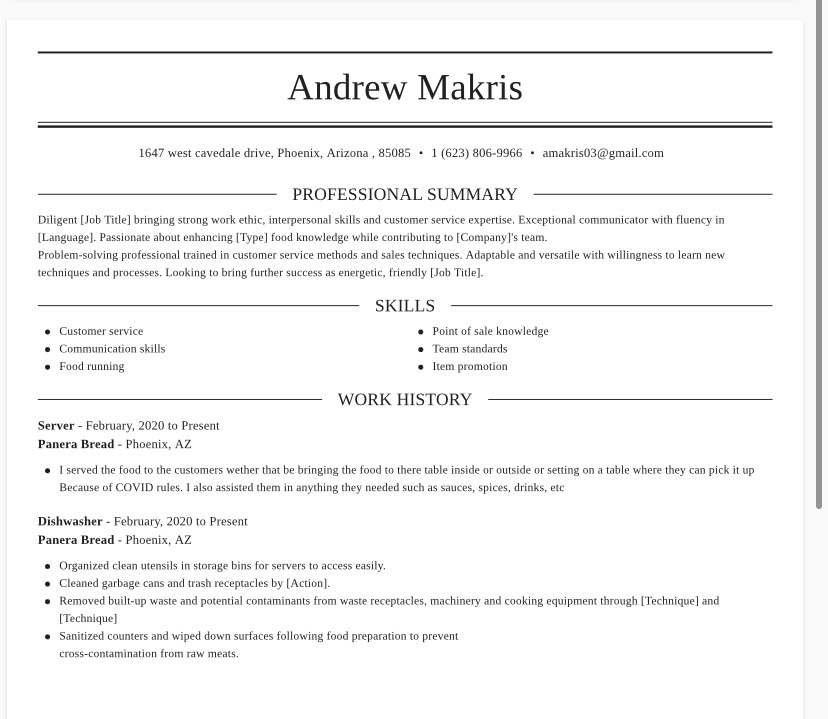 Andrew Makris
1647 west cavedale drive, Phoenix, Arizona , 85085 • 1 (623) 806-9966 • amakris03@gmail.com
PROFESSIONAL SUMMARY
Diligent [Job Title] bringing strong work ethic, interpersonal skills and customer service expertise. Exceptional communicator with fluency in
[Language]. Passionate about enhancing [Type] food knowledge while contributing to [Company]'s team.
Problem-solving professional trained in customer service methods and sales techniques. Adaptable and versatile with willingness to learn new
techniques and processes. Looking to bring further success as energetic, friendly [Job Title].
SKILLS
● Customer service
● Communication skills
● Food running
● Point of sale knowledge
● Team standards
● Item promotion
WORK HISTORY
Server - February, 2020 to Present
Panera Bread - Phoenix, AZ
● I served the food to the customers wether that be bringing the food to there table inside or outside or setting on a table where they can pick it up
Because of COVID rules. I also assisted them in anything they needed such as sauces, spices, drinks, etc
Dishwasher - February, 2020 to Present
Panera Bread - Phoenix, AZ
● Organized clean utensils in storage bins for servers to access easily.
● Cleaned garbage cans and trash receptacles by [Action].
● Removed built-up waste and potential contaminants from waste receptacles, machinery and cooking equipment through [Technique] and
[Technique]
● Sanitized counters and wiped down surfaces following food preparation to prevent
cross-contamination from raw meats.